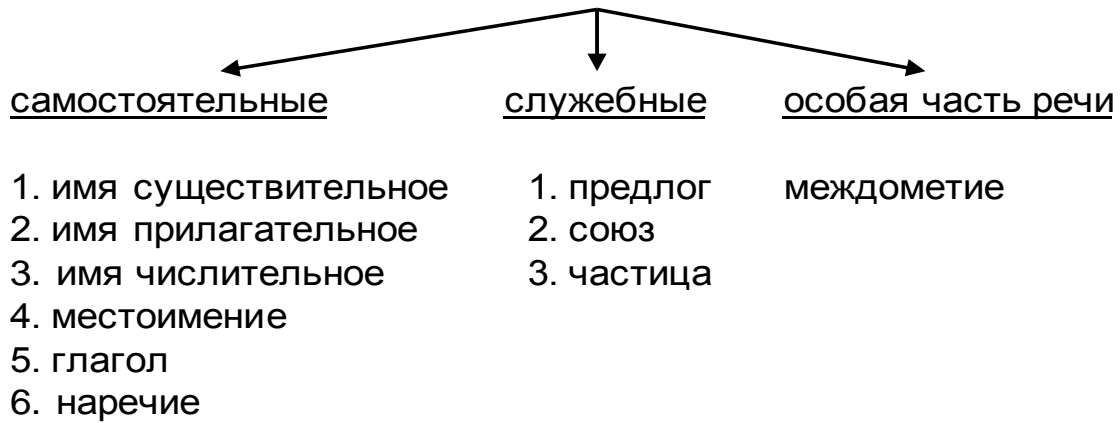 самостоятельные служебные особая часть речи
1. имя существительное 1. предлог междометие
2. имя прилагательное 2. союз
3. имя числительное 3. частица
4. местоимение
5. глагол
6. наречие